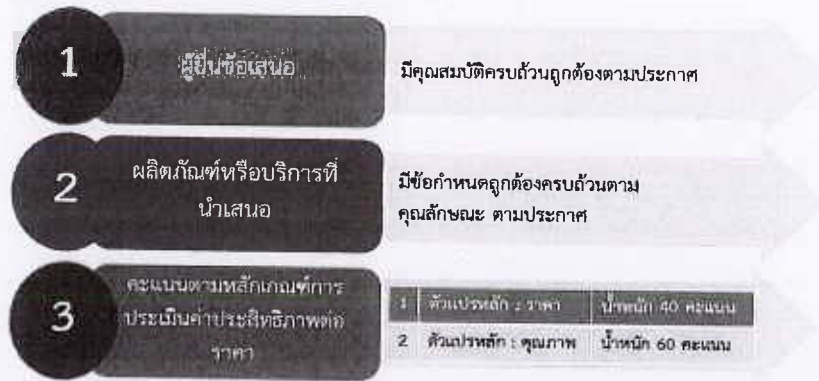 1
ผู้ยื่นข้อเสนอ
มีคุณสมบัติครบถ้วนถูกต้องตามประกาศ
2
ผลิตภัณฑ์หรือบริการที่
นำเสนอ
มีข้อกำหนดถูกต้องครบถ้วนตาม
คุณลักษณะ ตามประกาศ
3
คะแนนตามหลักเกณฑ์การ
ประเมินค่าประสิทธิภาพต่อ
ราคา
1 ตัวแปรหลัก : ราคา น้ำหนัก 40 คะแนน
2 ตัวแปรหลัก : คุณภาพ น้ำหนัก 60 คะแนน